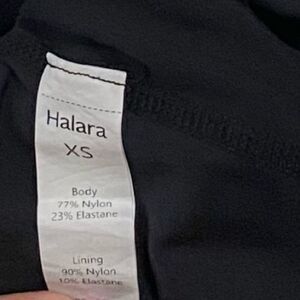 Halara
XS
Body
77% Nylon
23% Elastane
Lining
90% Nylon
10% Elastane